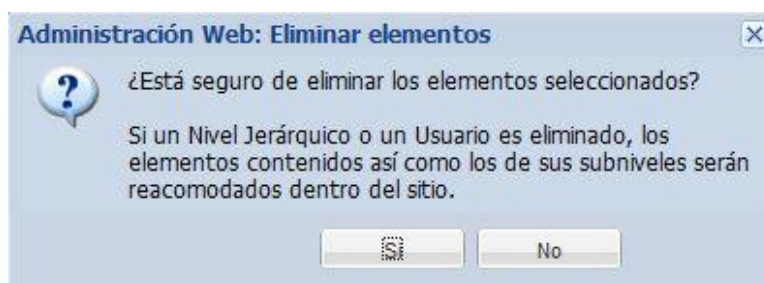 Administración Web: Eliminar elementos
¿Está seguro de eliminar los elementos seleccionados?
Si un Nivel Jerárquico o un Usuario es eliminado, los
elementos contenidos así como los de sus subniveles serán
reacomodados dentro del sitio.
Sí No